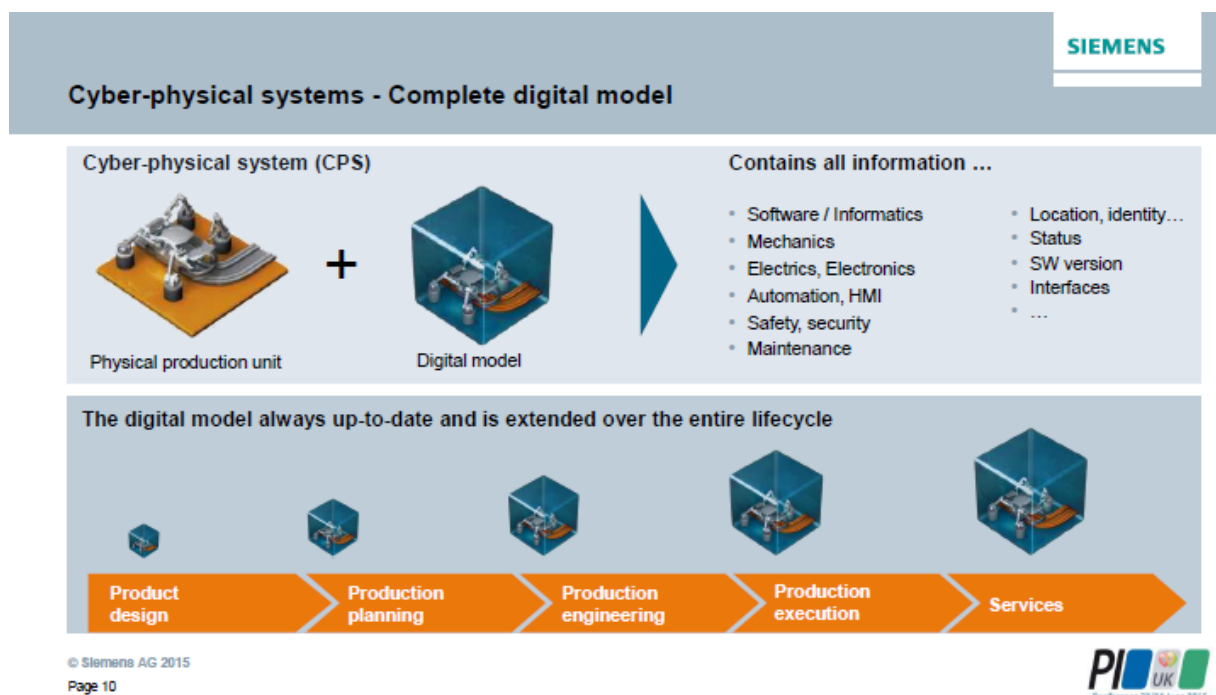 SIEMENS
Cyber-physical systems - Complete digital model
Cyber-physical system (CPS)
+
Physical production unit
Digital model
Contains all information ...
• Software / Informatics
• Mechanics
• Electrics, Electronics
• Automation, HMI
• Safety, security
• Maintenance
• Location, identity...
• Status
• SW version
• Interfaces
• ...
The digital model always up-to-date and is extended over the entire lifecycle
Product
design
Production
planning
Production
engineering
Production
execution
Services
© Siemens AG 2015
Page 10
PI UK